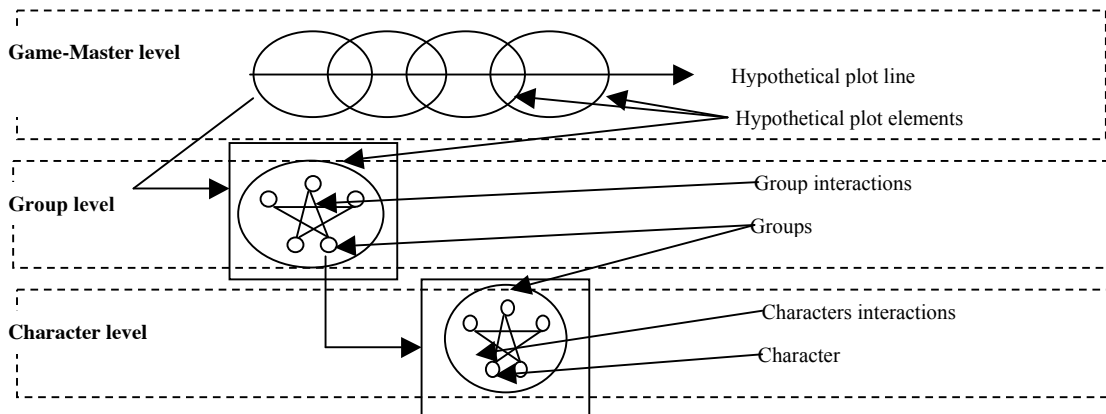 Game-Master level
Hypothetical plot line
Hypothetical plot elements
Group interactions
Group level
Groups
Characters interactions
Character level
Character